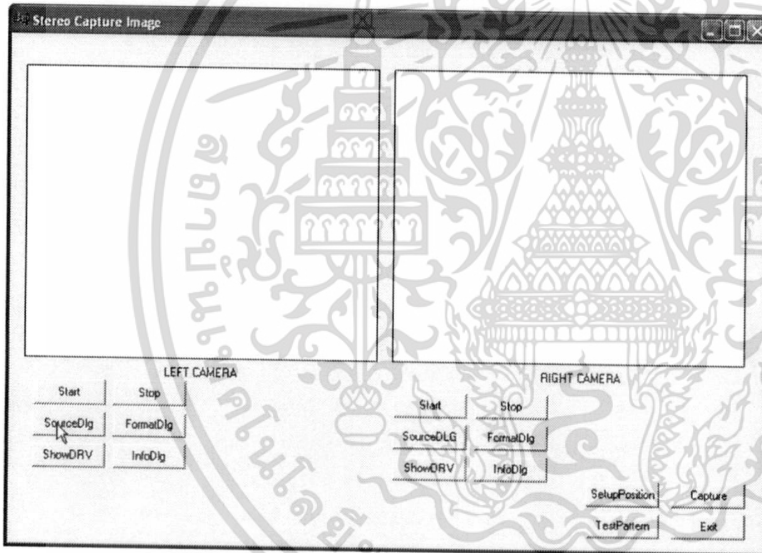 Stereo Capture Image
LEFT CAMERA
Start Stop
SourceDlg FormatDlg
ShowDRV InfoDlg
RIGHT CAMERA
Start Stop
SourceDLG FormatDlg
ShowDRV InfoDlg
SetupPosition Capture
TestPattern Exit